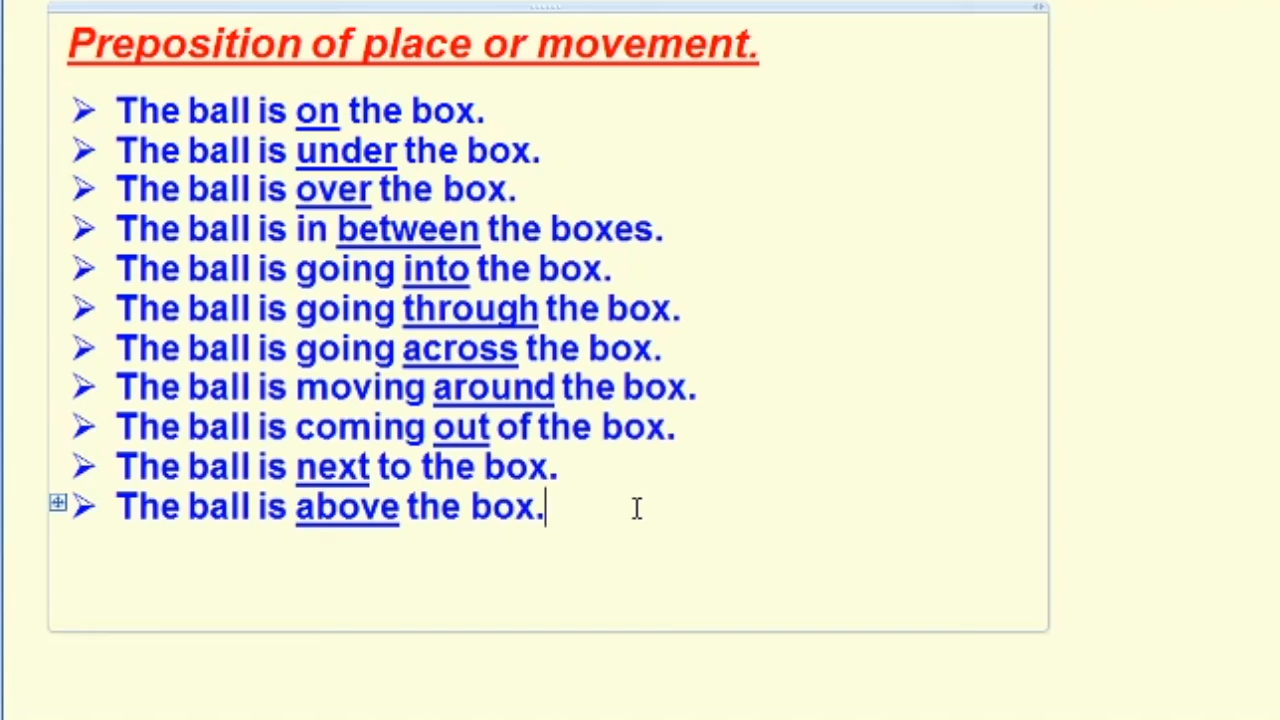 Preposition of place or movement.
The ball is on the box.
The ball is under the box.
The ball is over the box.
The ball is in between the boxes.
The ball is going into the box.
The ball is going through the box.
The ball is going across the box.
The ball is moving around the box.
The ball is coming out of the box.
The ball is next to the box.
The ball is above the box.